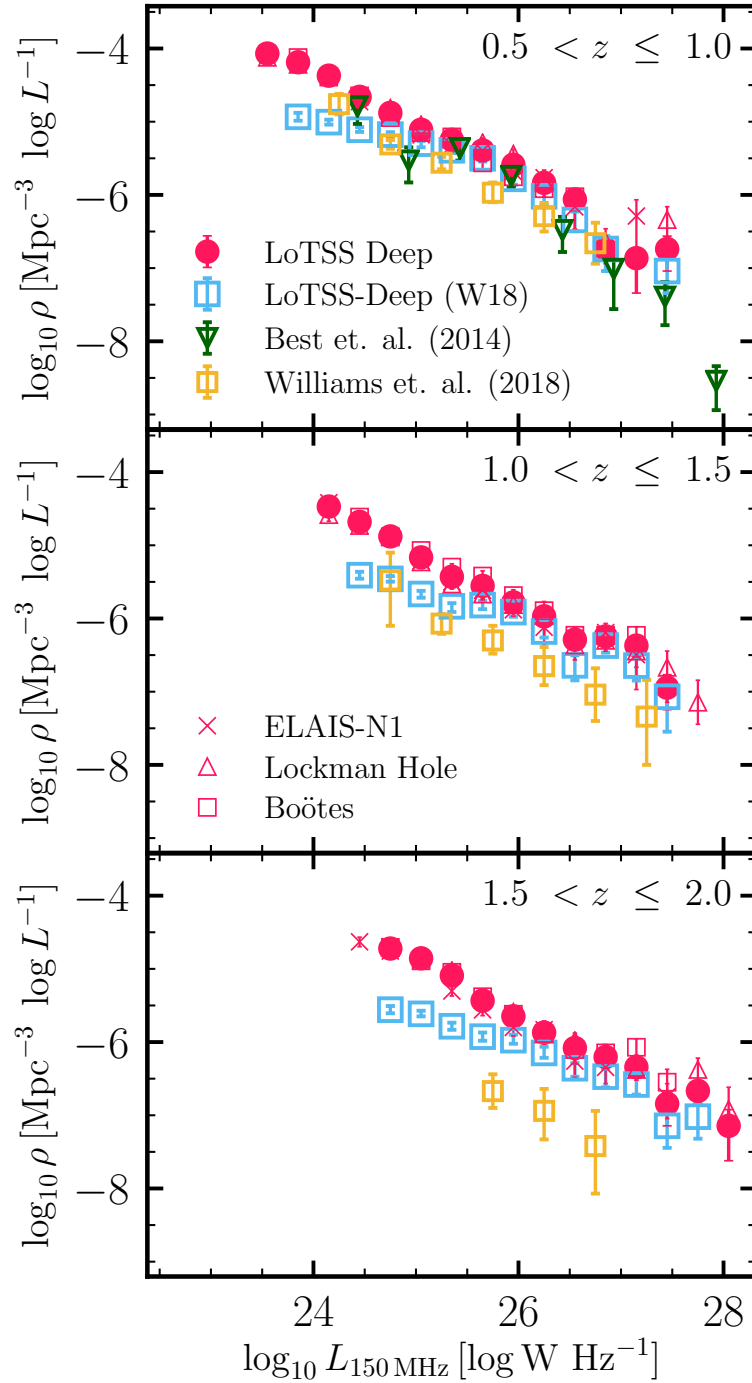 0.5 < z ≤ 1.0
−4
−6
−8
log₁₀ ρ [Mpc⁻³ log L⁻¹]
LoTSS Deep
LoTSS-Deep (W18)
Best et. al. (2014)
Williams et. al. (2018)
1.0 < z ≤ 1.5
−4
−6
−8
log₁₀ ρ [Mpc⁻³ log L⁻¹]
ELAIS-N1
Lockman Hole
Boötes
1.5 < z ≤ 2.0
−4
−6
−8
log₁₀ ρ [Mpc⁻³ log L⁻¹]
24 26 28
log₁₀ L₁₅₀ MHz [log W Hz⁻¹]